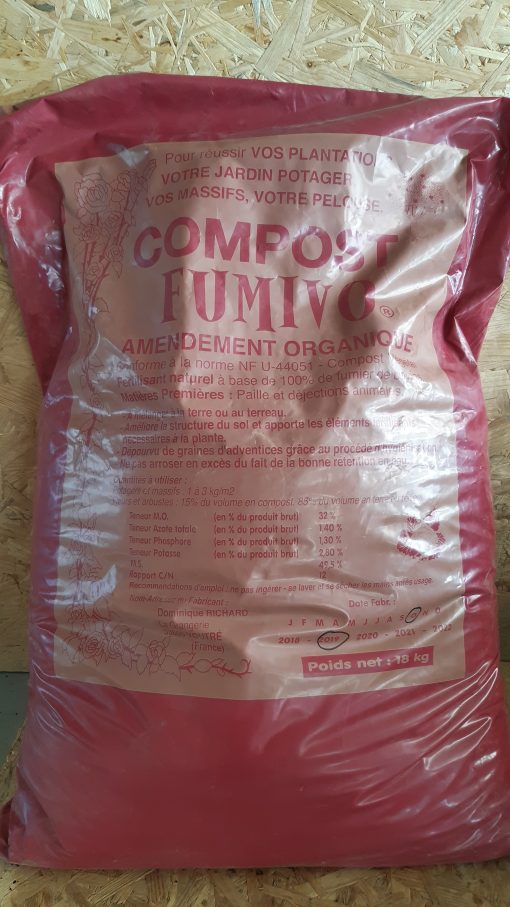 Pour réussir VOS PLANTATIO
VOTRE JARDIN POTAGER
VOS MASSIFS, VOTRE PELOUSE,
COMPOST
FUMIVO ®
AMENDEMENT ORGANIQUE
Conforme à la norme NF U-44051 - Compost
Fertilisant naturel à base de 100% de fumier de
Matières Premières : Paille et déjections animales
- A mélanger à la terre ou au terreau.
- Améliore la structure du sol et apporte les éléments
nécessaires à la plante.
- Dépourvu de graines d'adventices grâce au procédé
- Ne pas arroser en excès du fait de la bonne rétention en eau
Quantités à utiliser :
Potagers et massifs : 1 à 3 kg/m2
et arbustes : 15% du volume en compost, 85% du volume en terre
Teneur M.O. (en % du produit brut) 32 %
Teneur Azote totale (en % du produit brut) 1,40 %
Teneur Phosphore (en % du produit brut) 1,30 %
Teneur Potasse (en % du produit brut) 2,80 %
M.S. 49,5 %
Rapport C/N 12
Recommandations d'emploi : ne pas ingérer - se laver et se sécher les mains après usage.
Fabricant :
Dominique RICHARD
(France)
Date Fabr. :
J F M A M J J A S O N D
2018 - 2019 - 2020 - 2021 - 2022
Poids net : 18 kg